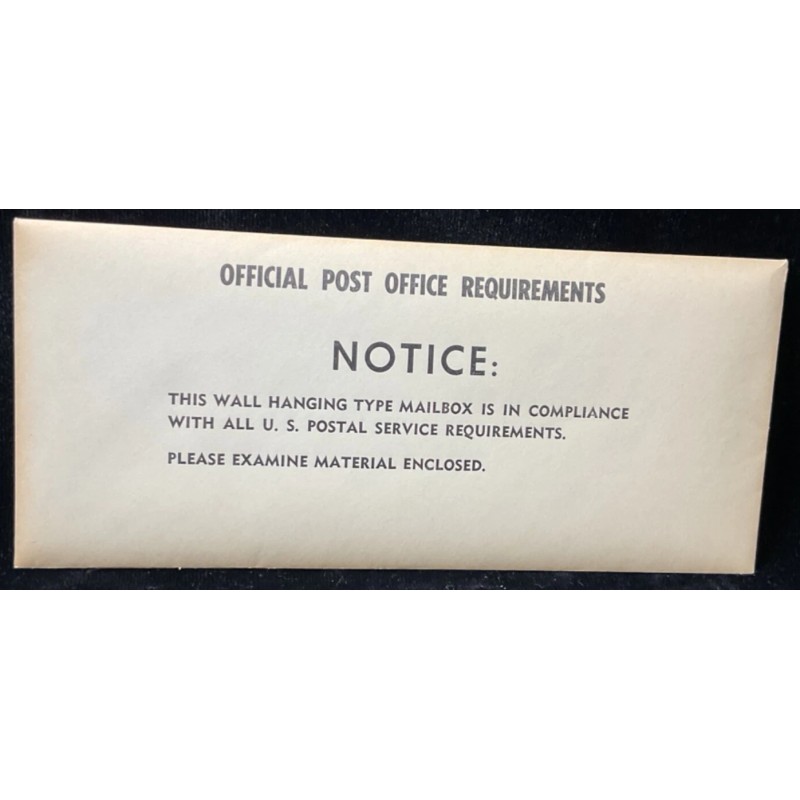 OFFICIAL POST OFFICE REQUIREMENTS
NOTICE:
THIS WALL HANGING TYPE MAILBOX IS IN COMPLIANCE
WITH ALL U. S. POSTAL SERVICE REQUIREMENTS.
PLEASE EXAMINE MATERIAL ENCLOSED.